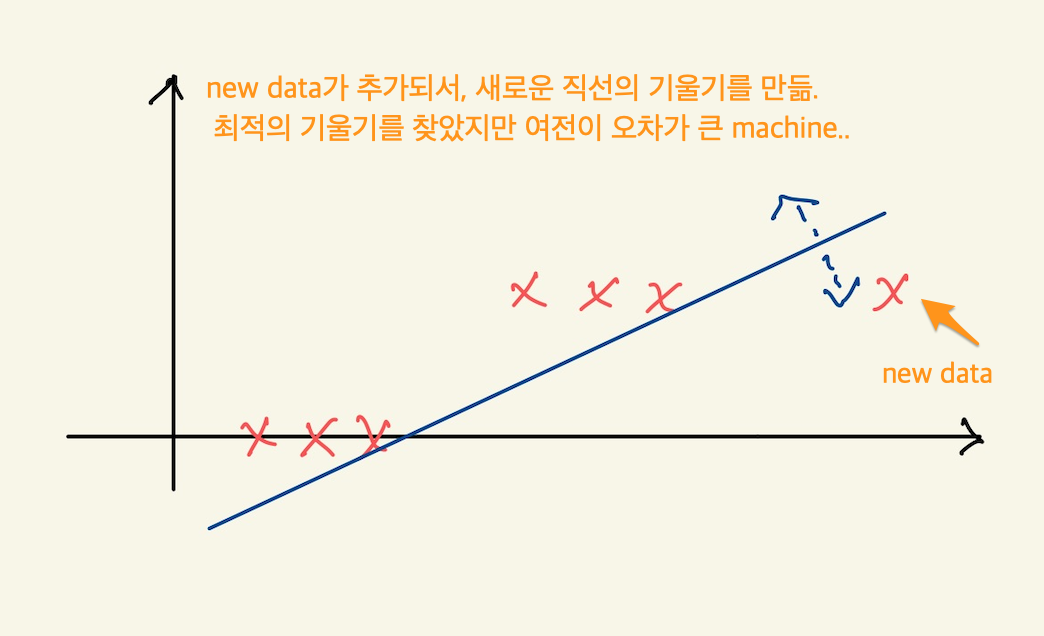 new data가 추가되서, 새로운 직선의 기울기를 만듦.
최적의 기울기를 찾았지만 여전이 오차가 큰 machine..
new data